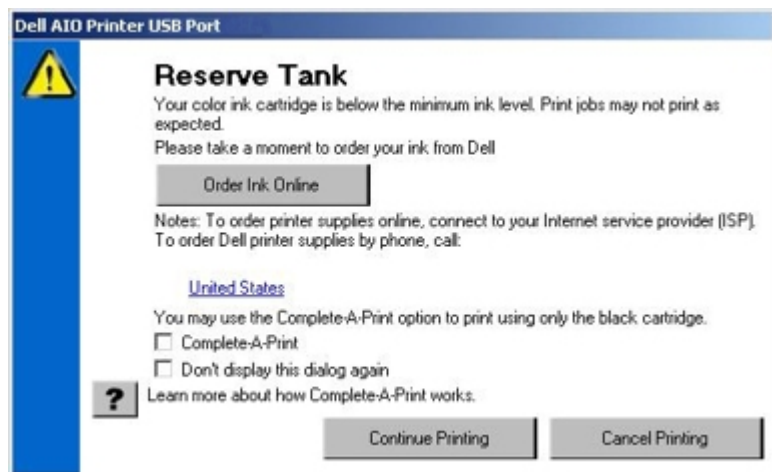 Dell AIO Printer USB Port
Reserve Tank
Your color ink cartridge is below the minimum ink level. Print jobs may not print as
expected.
Please take a moment to order your ink from Dell
Order Ink Online
Notes: To order printer supplies online, connect to your Internet service provider (ISP).
To order Dell printer supplies by phone, call:
United States
You may use the Complete-A-Print option to print using only the black cartridge.
Complete-A-Print
Don't display this dialog again
? Learn more about how Complete-A-Print works.
Continue Printing Cancel Printing